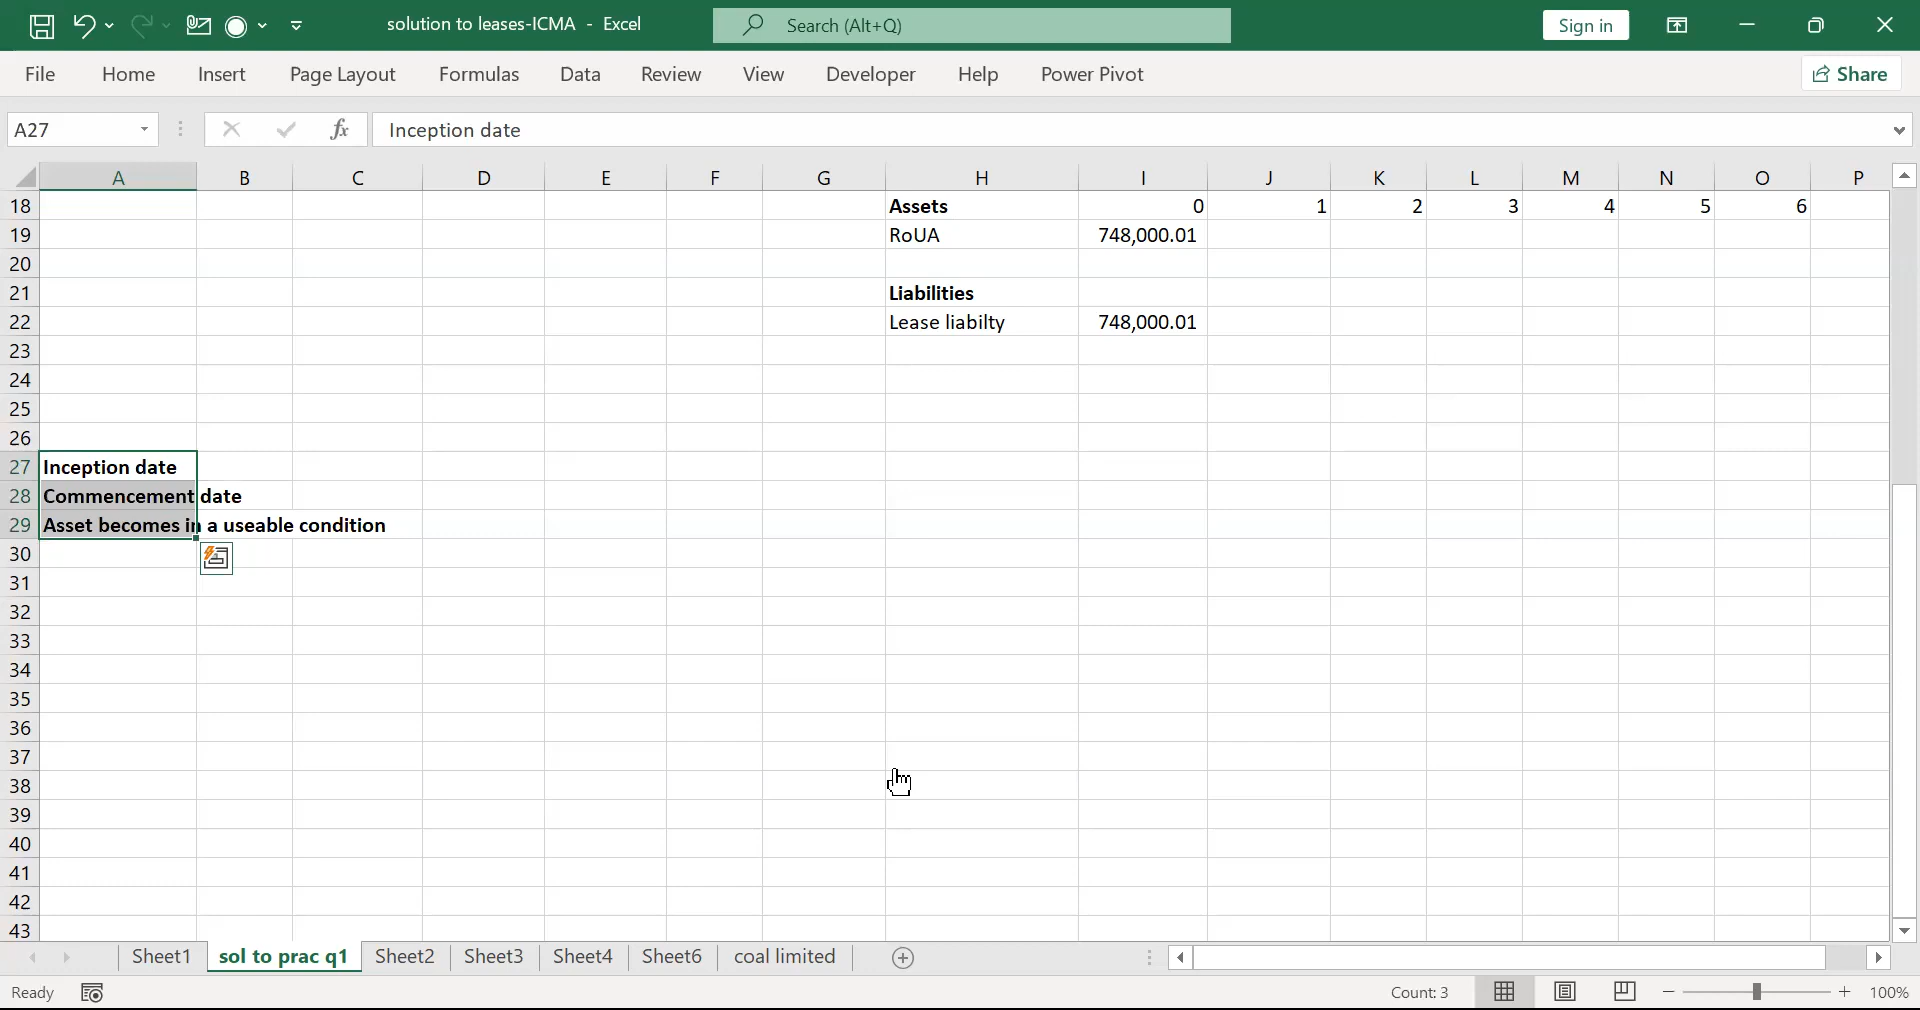 solution to leases-ICMA - Excel
Search (Alt+Q)
Sign in
File Home Insert Page Layout Formulas Data Review View Developer Help Power Pivot
Share
A27
fx
Inception date
A B C D E F G H I J K L M N O P
18 Assets 0 1 2 3 4 5 6
19 RoUA 748,000.01
20
21 Liabilities
22 Lease liabilty 748,000.01
23
24
25
26
27 Inception date
28 Commencement date
29 Asset becomes in a useable condition
30
31
32
33
34
35
36
37
38
39
40
41
42
43
Sheet1 sol to prac q1 Sheet2 Sheet3 Sheet4 Sheet6 coal limited
Ready Count: 3 100%